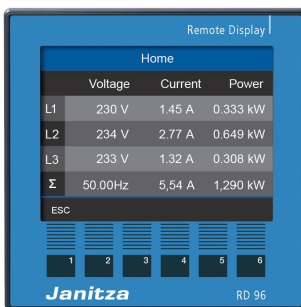 Remote Display
Home
Voltage Current Power
L1 230 V 1.45 A 0.333 kW
L2 234 V 2.77 A 0.649 kW
L3 233 V 1.32 A 0.308 kW
Σ 50.00Hz 5,54 A 1,290 kW
ESC
1 2 3 4 5 6
Janitza RD 96